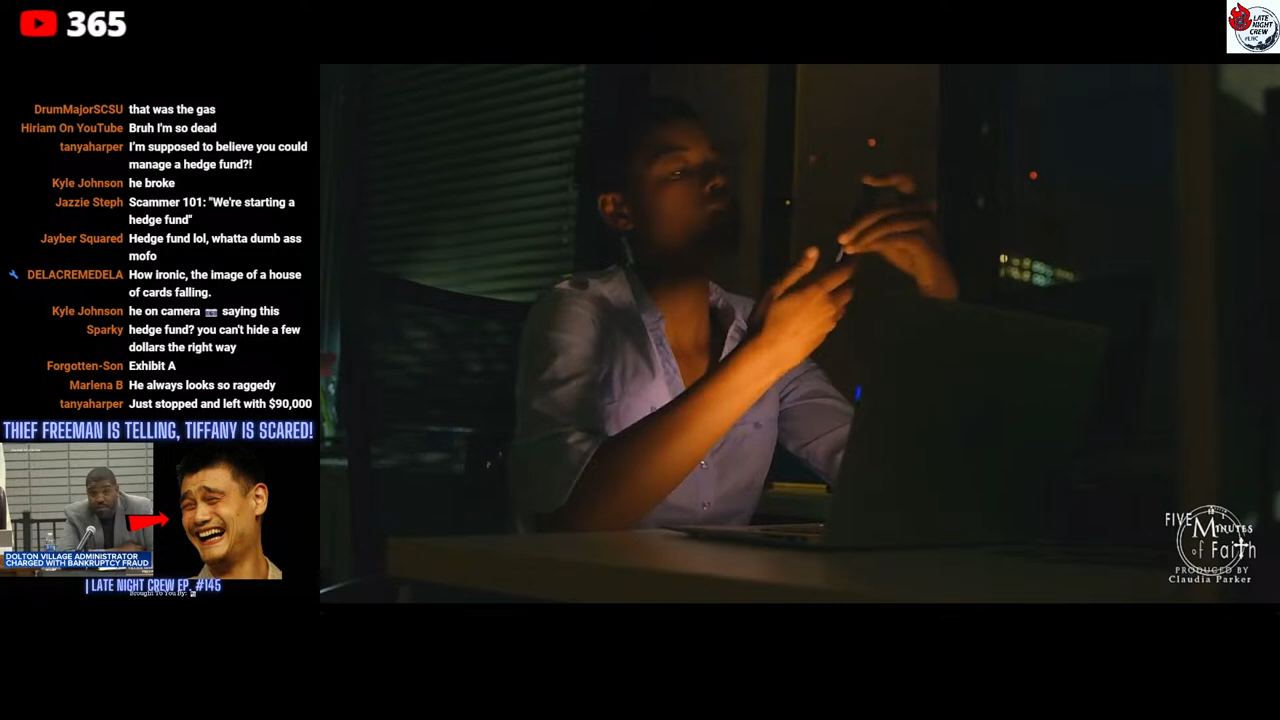 365
LATE
NIGHT
CREW
#LNC
DrumMajorSCSU that was the gas
Hiriam On YouTube Bruh I'm so dead
tanyaharper I'm supposed to believe you could
manage a hedge fund?!
Kyle Johnson he broke
Jazzie Steph Scammer 101: "We're starting a
hedge fund"
Jayber Squared Hedge fund lol, whatta dumb ass
mofo
DELACREMEDELA How ironic, the image of a house
of cards falling.
Kyle Johnson he on camera 📷 saying this
Sparky hedge fund? you can't hide a few
dollars the right way
Forgotten-Son Exhibit A
Marlena B He always looks so raggedy
tanyaharper Just stopped and left with $90,000
THIEF FREEMAN IS TELLING, TIFFANY IS SCARED!
DOLTON VILLAGE ADMINISTRATOR
CHARGED WITH BANKRUPTCY FRAUD
| LATE NIGHT CREW EP. #145
Brought To You By:
FIVE MINUTES
of Faith
PRODUCED BY
Claudia Parker